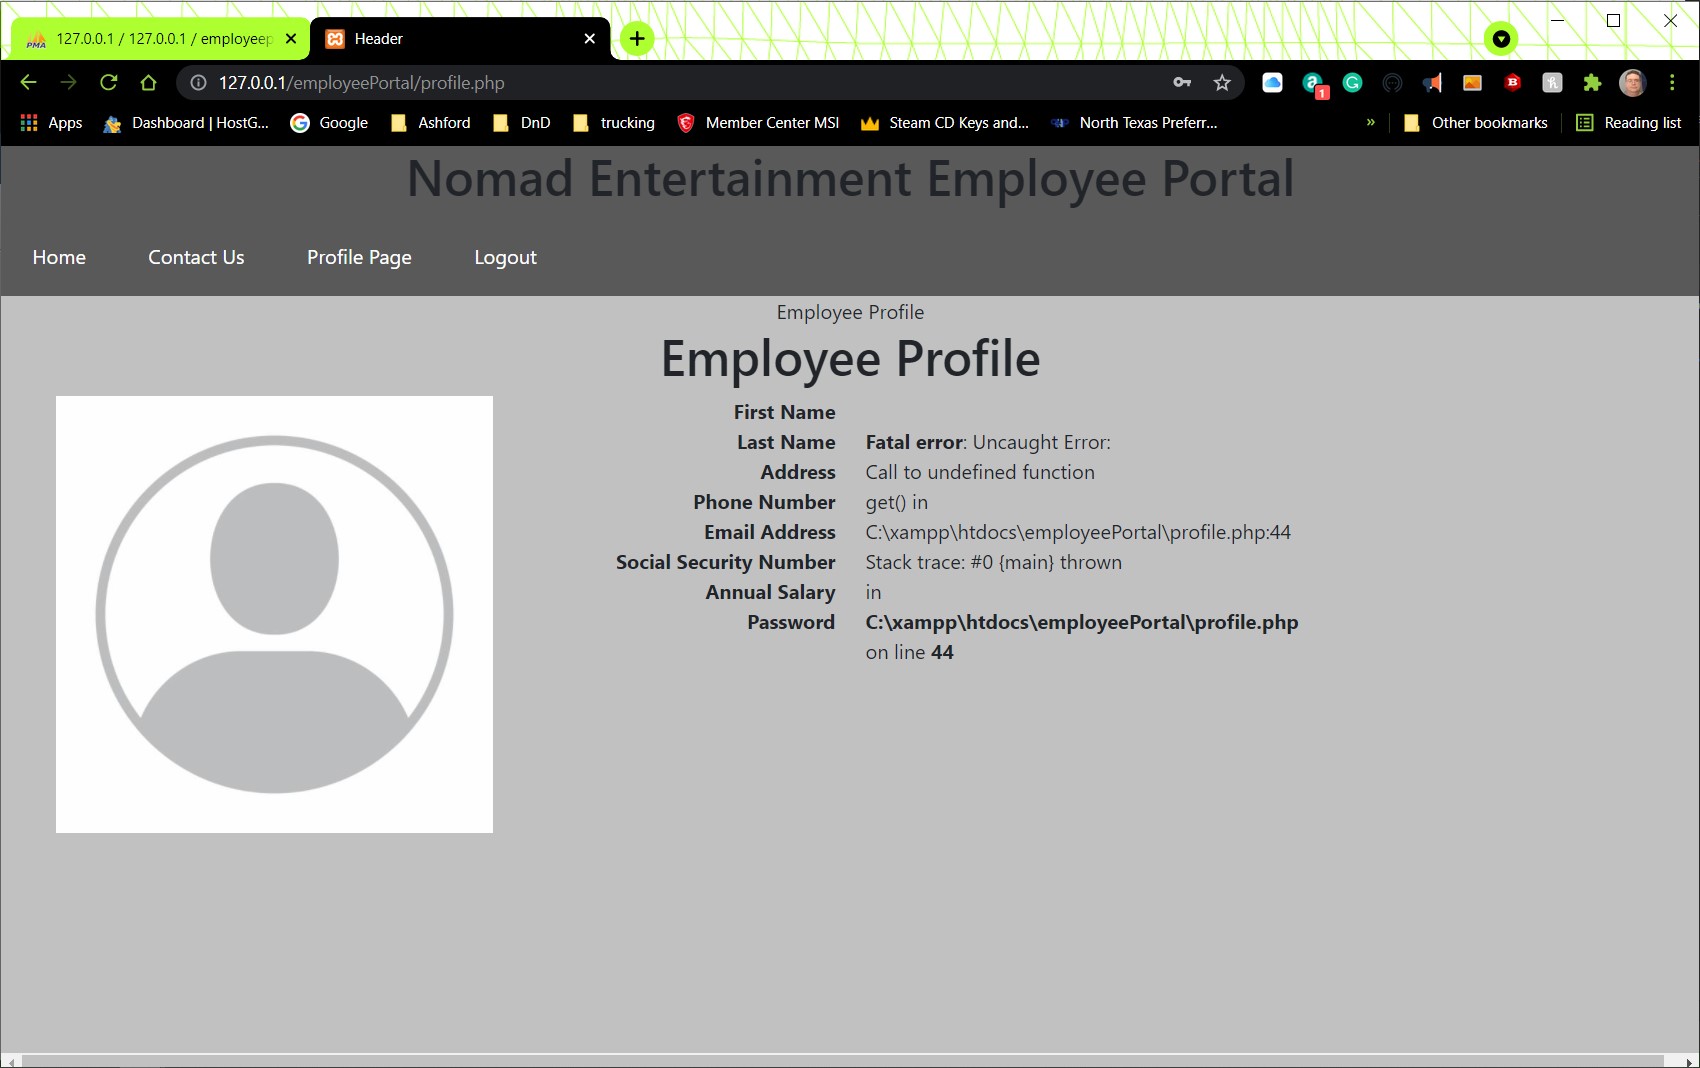 127.0.0.1 / 127.0.0.1 / employeep
Header
127.0.0.1/employeePortal/profile.php
1
Apps
Dashboard | HostG...
Google
Ashford
DnD
trucking
Member Center MSI
Steam CD Keys and...
North Texas Preferr...
»
Other bookmarks
Reading list
Nomad Entertainment Employee Portal
Home
Contact Us
Profile Page
Logout
Employee Profile
Employee Profile
First Name
Last Name
Address
Phone Number
Email Address
Social Security Number
Annual Salary
Password
Fatal error: Uncaught Error:
Call to undefined function
get() in
C:\xampp\htdocs\employeePortal\profile.php:44
Stack trace: #0 {main} thrown
in
C:\xampp\htdocs\employeePortal\profile.php
on line 44